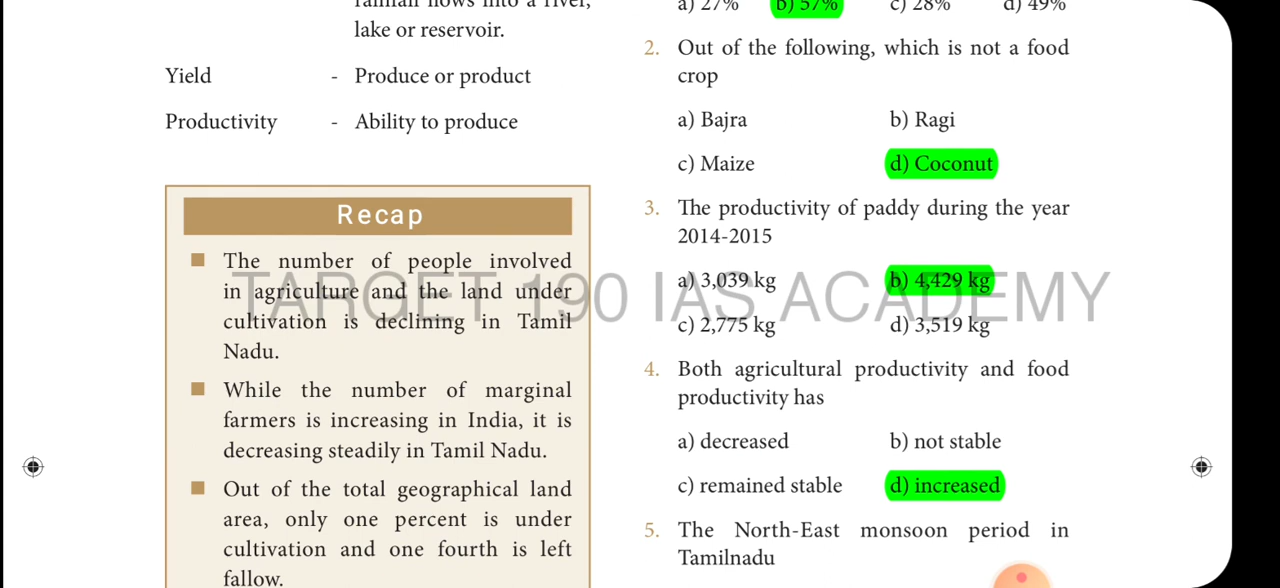 rainfall flows into a river,
lake or reservoir.
Yield - Produce or product
Productivity - Ability to produce
Recap
The number of people involved
in agriculture and the land under
cultivation is declining in Tamil
Nadu.
While the number of marginal
farmers is increasing in India, it is
decreasing steadily in Tamil Nadu.
Out of the total geographical land
area, only one percent is under
cultivation and one fourth is left
fallow.
a) 27% b) 57% c) 28% d) 49%
2. Out of the following, which is not a food
crop
a) Bajra b) Ragi
c) Maize d) Coconut
3. The productivity of paddy during the year
2014-2015
a) 3,039 kg b) 4,429 kg
c) 2,775 kg d) 3,519 kg
4. Both agricultural productivity and food
productivity has
a) decreased b) not stable
c) remained stable d) increased
5. The North-East monsoon period in
Tamilnadu
TARGET 190 IAS ACADEMY